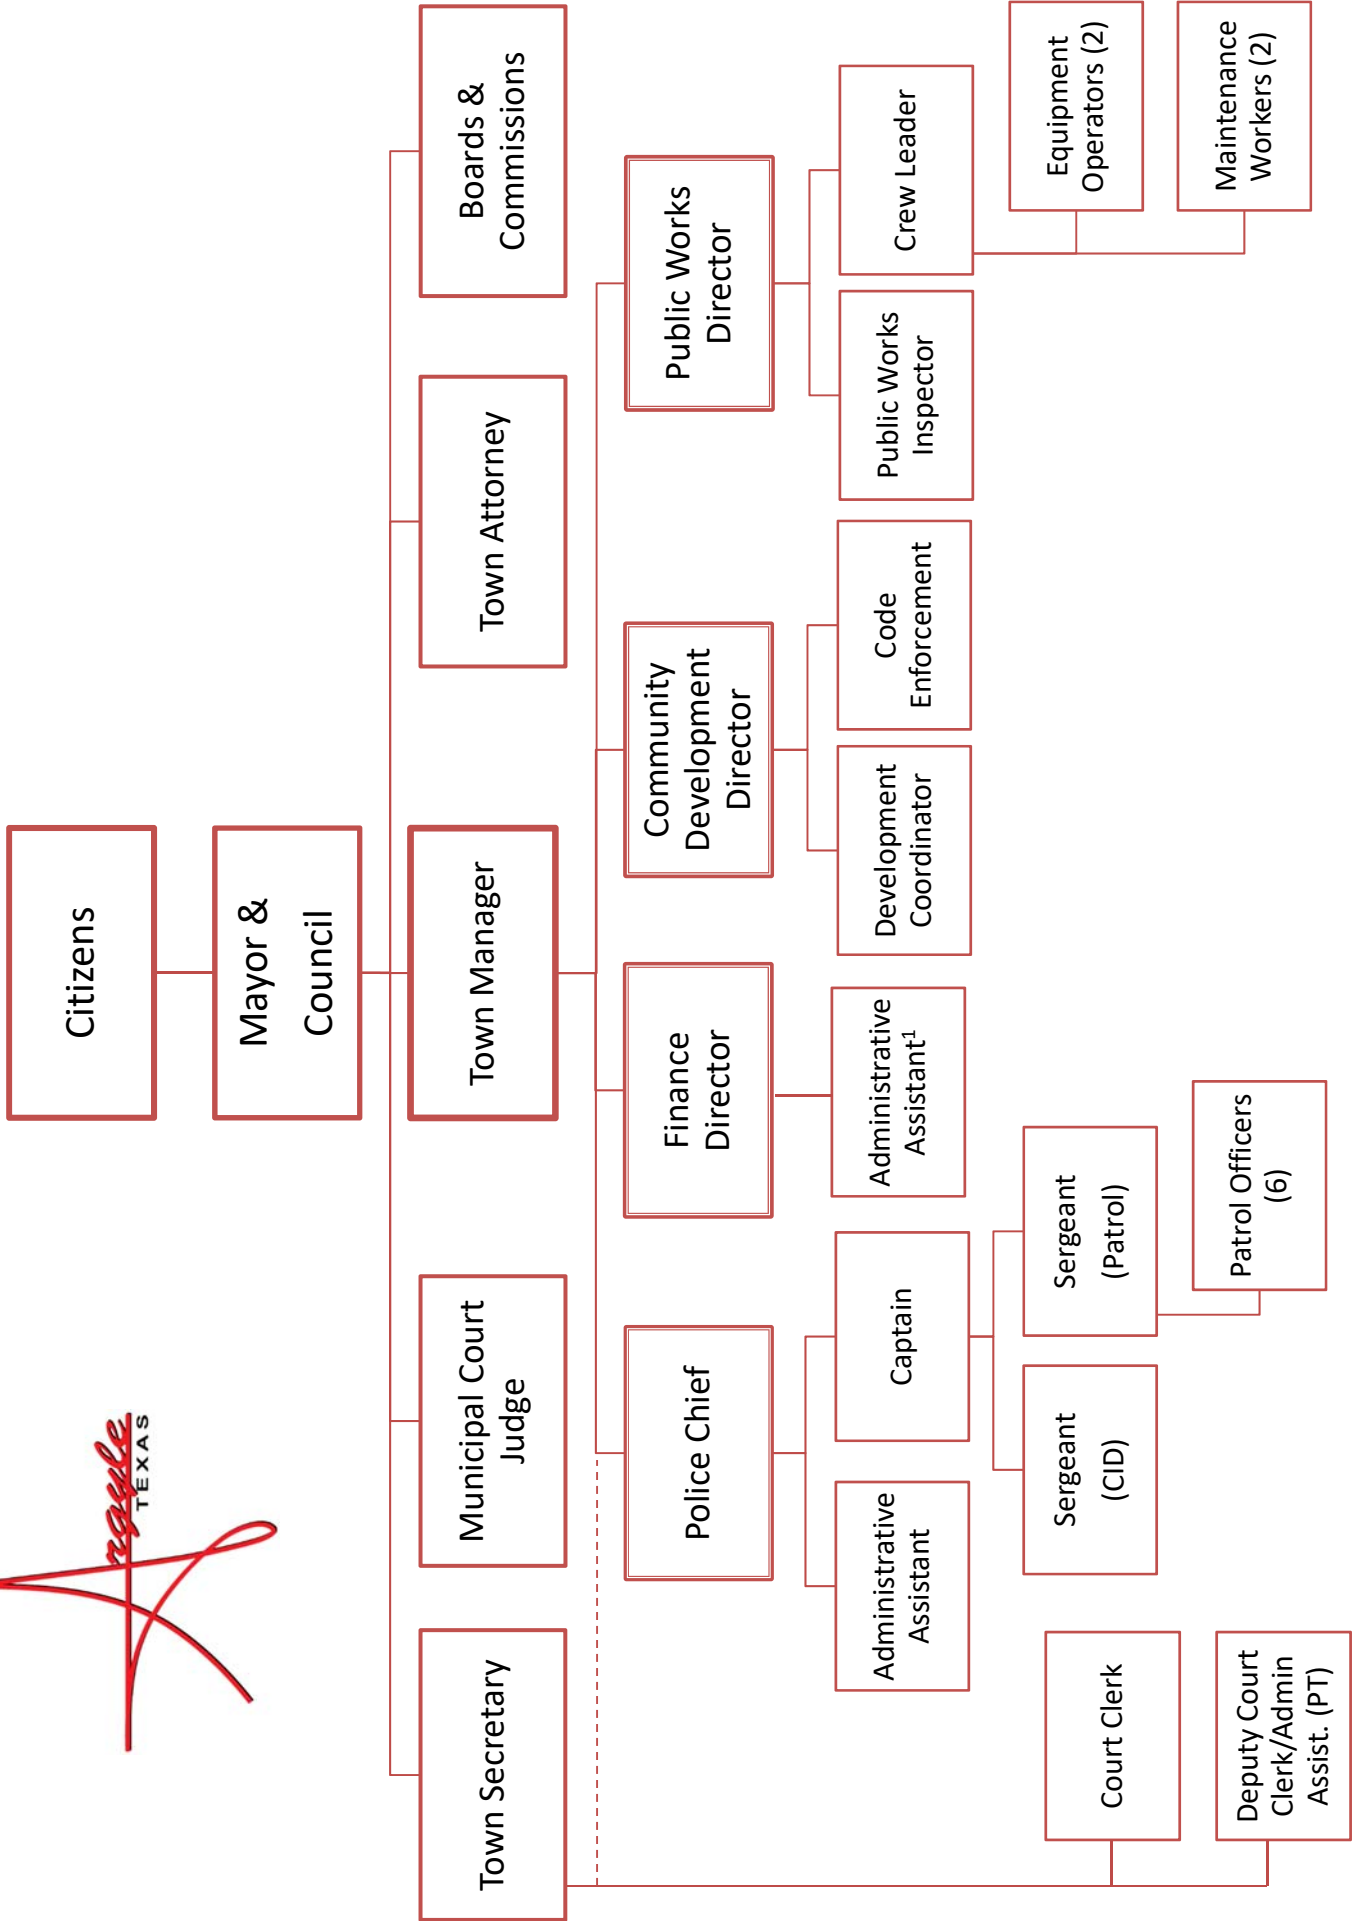 Argyle
TEXAS
Citizens
Mayor &
Council
Town Secretary
Municipal Court
Judge
Town Manager
Town Attorney
Boards &
Commissions
Police Chief
Finance
Director
Community
Development
Director
Public Works
Director
Administrative
Assistant
Captain
Administrative
Assistant¹
Development
Coordinator
Code
Enforcement
Public Works
Inspector
Crew Leader
Court Clerk
Sergeant
(CID)
Sergeant
(Patrol)
Equipment
Operators (2)
Deputy Court
Clerk/Admin
Assist. (PT)
Patrol Officers
(6)
Maintenance
Workers (2)